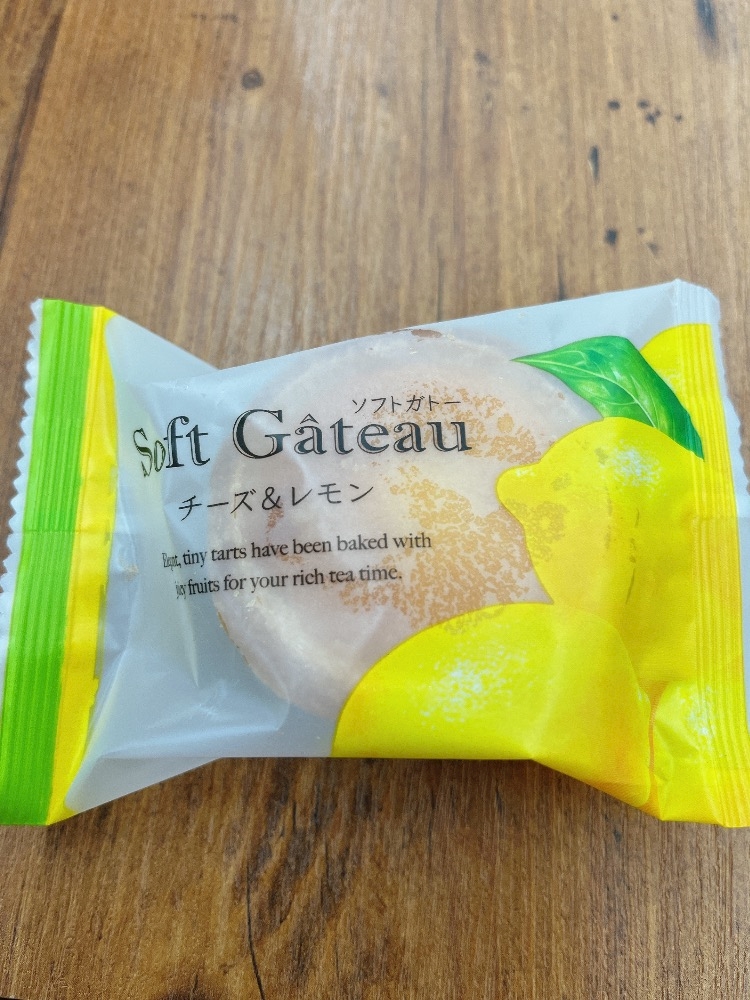 ソフトガトー
Soft Gâteau
チーズ&レモン
tiny tarts have been baked with
fruits for your rich tea time.